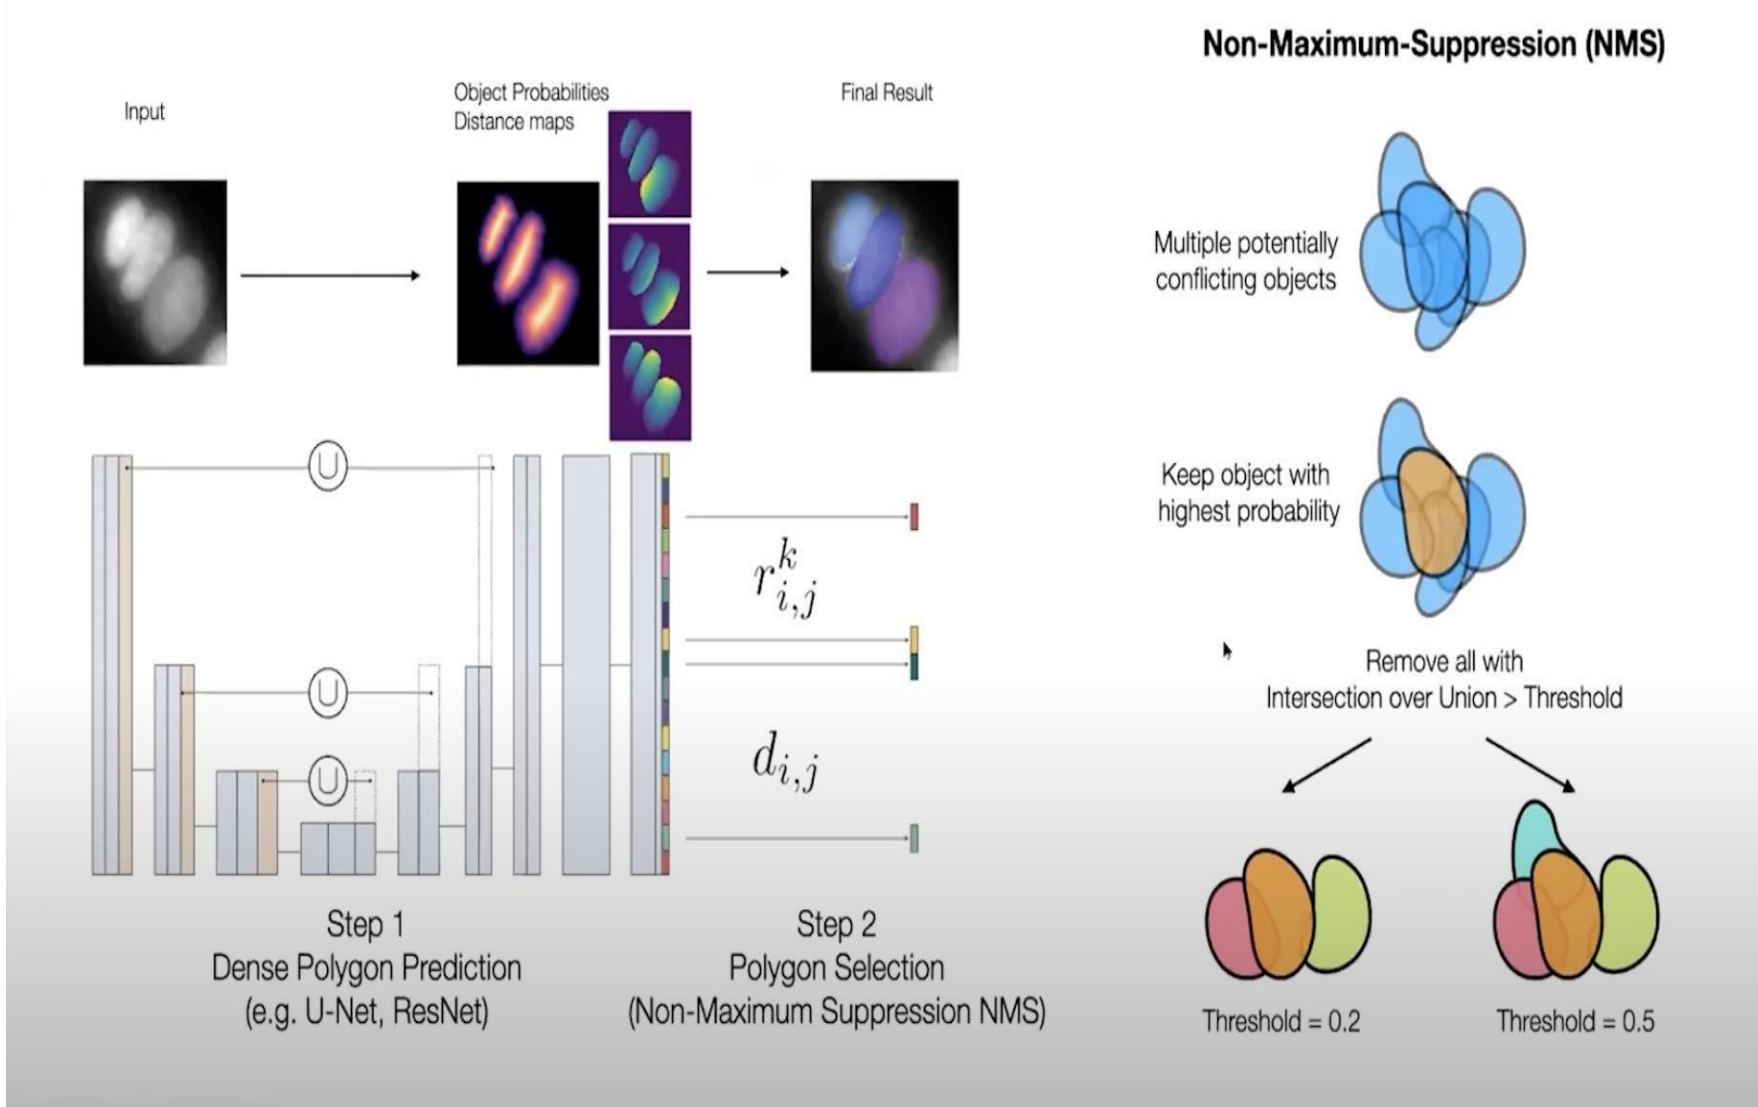 Non-Maximum-Suppression (NMS)
Input
Object Probabilities
Distance maps
Final Result
Multiple potentially
conflicting objects
Keep object with
highest probability
U
U
U
r^k_{i,j}
d_{i,j}
Remove all with
Intersection over Union > Threshold
Step 1
Dense Polygon Prediction
(e.g. U-Net, ResNet)
Step 2
Polygon Selection
(Non-Maximum Suppression NMS)
Threshold = 0.2
Threshold = 0.5